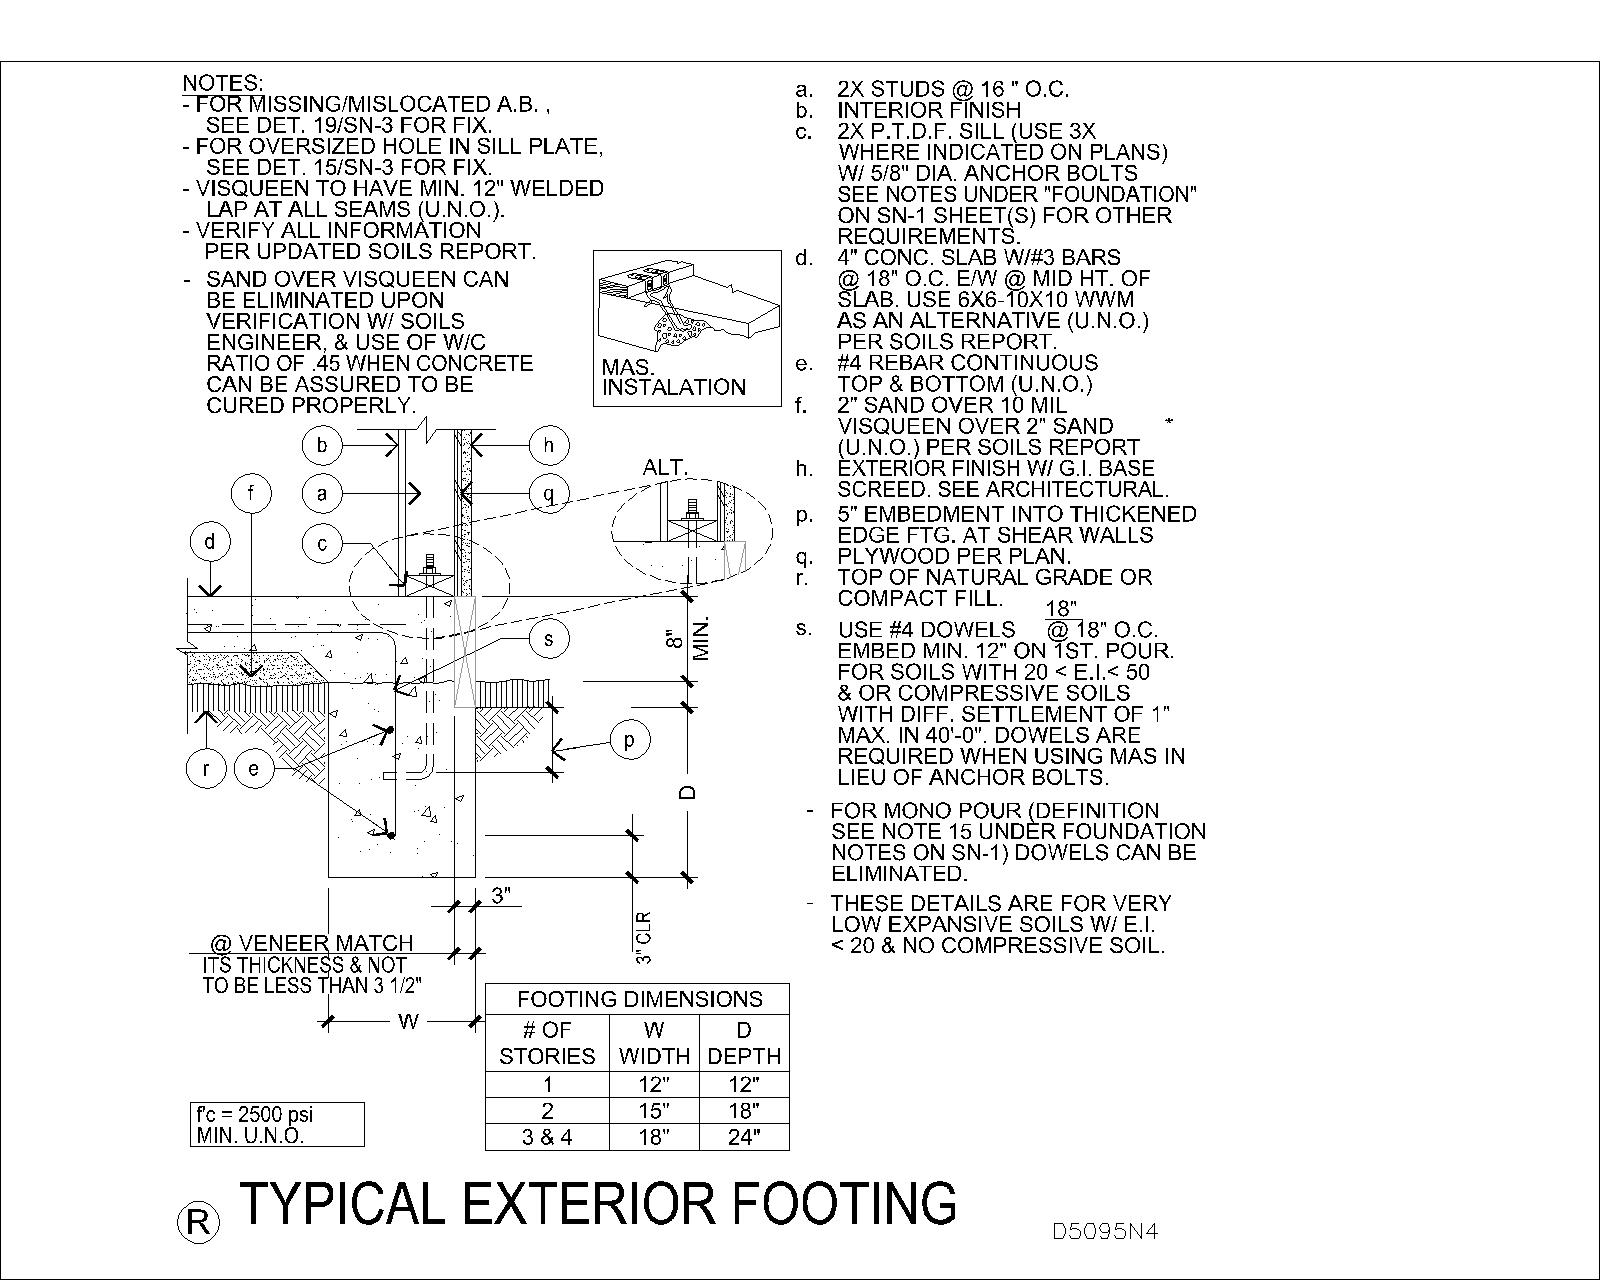 NOTES:
- FOR MISSING/MISLOCATED A.B. ,
SEE DET. 19/SN-3 FOR FIX.
- FOR OVERSIZED HOLE IN SILL PLATE,
SEE DET. 15/SN-3 FOR FIX.
- VISQUEEN TO HAVE MIN. 12" WELDED
LAP AT ALL SEAMS (U.N.O.).
- VERIFY ALL INFORMATION
PER UPDATED SOILS REPORT.
- SAND OVER VISQUEEN CAN
BE ELIMINATED UPON
VERIFICATION W/ SOILS
ENGINEER, & USE OF W/C
RATIO OF .45 WHEN CONCRETE
CAN BE ASSURED TO BE
CURED PROPERLY.
MAS.
INSTALATION
a. 2X STUDS @ 16 " O.C.
b. INTERIOR FINISH
c. 2X P.T.D.F. SILL (USE 3X
WHERE INDICATED ON PLANS)
W/ 5/8" DIA. ANCHOR BOLTS
SEE NOTES UNDER "FOUNDATION"
ON SN-1 SHEET(S) FOR OTHER
REQUIREMENTS.
d. 4" CONC. SLAB W/#3 BARS
@ 18" O.C. E/W @ MID HT. OF
SLAB. USE 6X6-10X10 WWM
AS AN ALTERNATIVE (U.N.O.)
PER SOILS REPORT.
e. #4 REBAR CONTINUOUS
TOP & BOTTOM (U.N.O.)
f. 2" SAND OVER 10 MIL
VISQUEEN OVER 2" SAND *
(U.N.O.) PER SOILS REPORT
h. EXTERIOR FINISH W/ G.I. BASE
SCREED. SEE ARCHITECTURAL.
p. 5" EMBEDMENT INTO THICKENED
EDGE FTG. AT SHEAR WALLS
q. PLYWOOD PER PLAN.
r. TOP OF NATURAL GRADE OR
COMPACT FILL.
18"
s. USE #4 DOWELS @ 18" O.C.
EMBED MIN. 12" ON 1ST. POUR.
FOR SOILS WITH 20 < E.I.< 50
& OR COMPRESSIVE SOILS
WITH DIFF. SETTLEMENT OF 1"
MAX. IN 40'-0". DOWELS ARE
REQUIRED WHEN USING MAS IN
LIEU OF ANCHOR BOLTS.
- FOR MONO POUR (DEFINITION
SEE NOTE 15 UNDER FOUNDATION
NOTES ON SN-1) DOWELS CAN BE
ELIMINATED.
- THESE DETAILS ARE FOR VERY
LOW EXPANSIVE SOILS W/ E.I.
< 20 & NO COMPRESSIVE SOIL.
b
h
ALT.
f
a
q
d
c
s
8"
MIN.
p
r
e
D
3"
3" CLR
@ VENEER MATCH
ITS THICKNESS & NOT
TO BE LESS THAN 3 1/2"
W
FOOTING DIMENSIONS
# OF STORIES W WIDTH D DEPTH
1 12" 12"
2 15" 18"
3 & 4 18" 24"
f'c = 2500 psi
MIN. U.N.O.
R TYPICAL EXTERIOR FOOTING
D5095N4